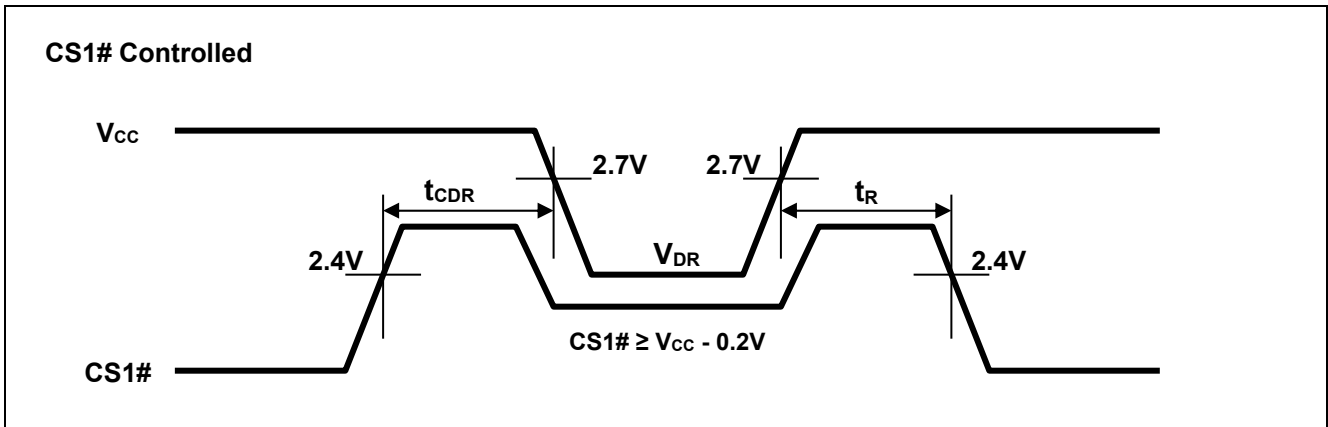 CS1# Controlled
VCC
2.7V
2.7V
tCDR
tR
2.4V
VDR
2.4V
CS1# ≥ VCC - 0.2V
CS1#